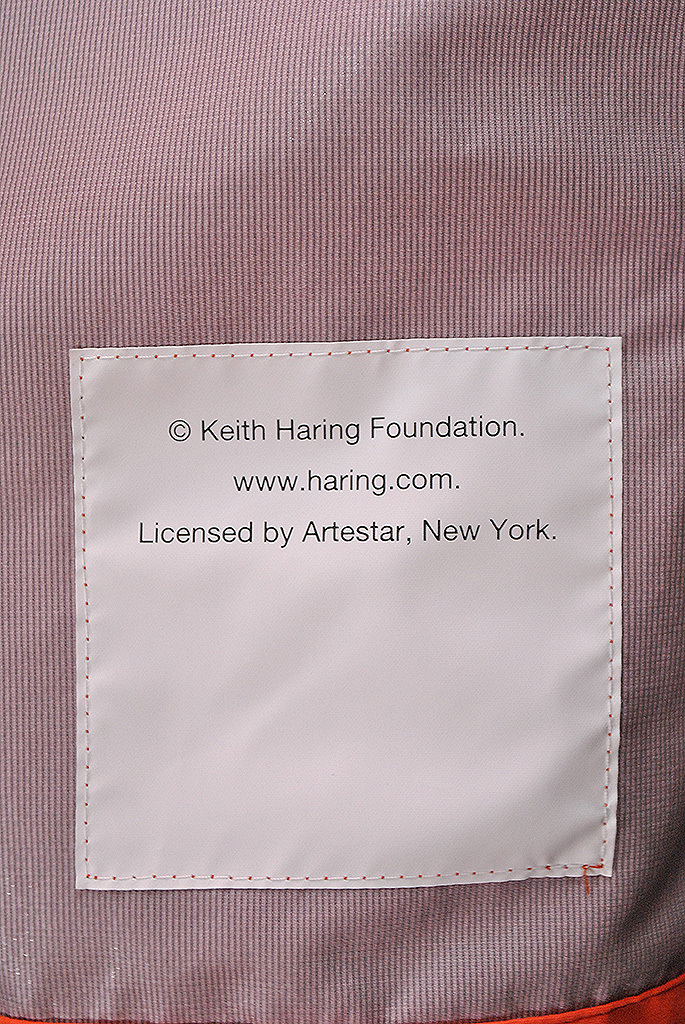 © Keith Haring Foundation.
www.haring.com.
Licensed by Artestar, New York.